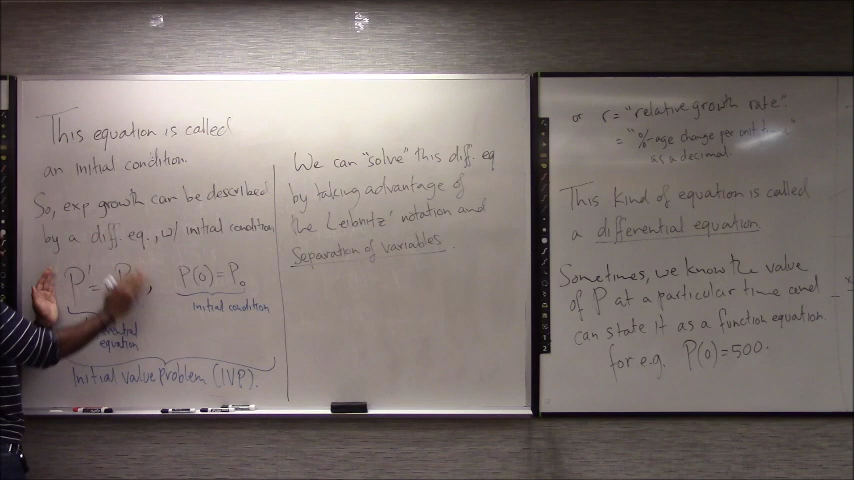 This equation is called
an initial condition.
So, exp growth can be described
by a diff. eq., w/ initial condition
P' = P, P(0) = P₀
initial condition
equation
Initial value problem (IVP).
We can "solve" this diff. eq
by taking advantage of
the Leibnitz' notation and
Separation of variables.
or r = "relative growth rate".
= "%-age change per unit
as a decimal.
This kind of equation is called
a differential equation.
Sometimes, we know the value
of P at a particular time and
can state it as a function equation.
for e.g. P(0) = 500.